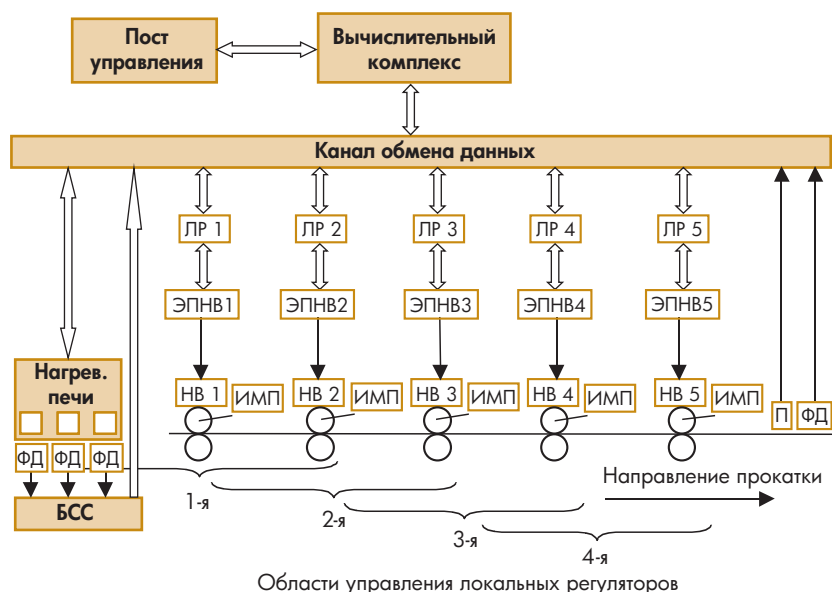 Пост
управления
Вычислительный
комплекс
Канал обмена данных
ЛР 1 ЛР 2 ЛР 3 ЛР 4 ЛР 5
ЭПНВ1 ЭПНВ2 ЭПНВ3 ЭПНВ4 ЭПНВ5
Нагрев.
печи
НВ 1 ИМП НВ 2 ИМП НВ 3 ИМП НВ 4 ИМП НВ 5 ИМП П ФД
ФД ФД ФД
БСС
Направление прокатки
1-я
2-я
3-я
4-я
Области управления локальных регуляторов